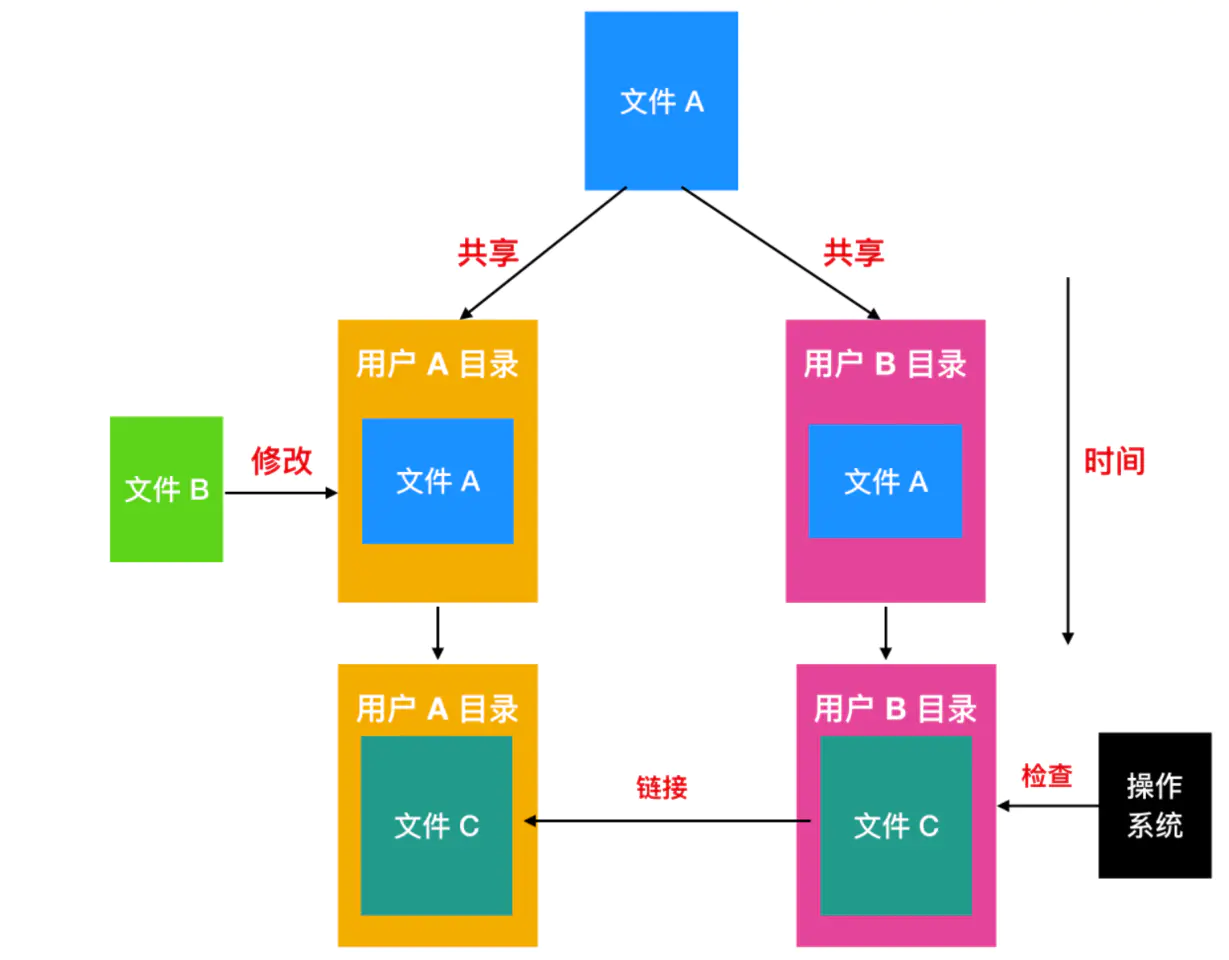 文件 A
共享
共享
用户 A 目录
用户 B 目录
文件 B
修改
文件 A
文件 A
时间
用户 A 目录
用户 B 目录
文件 C
链接
文件 C
检查
操作
系统